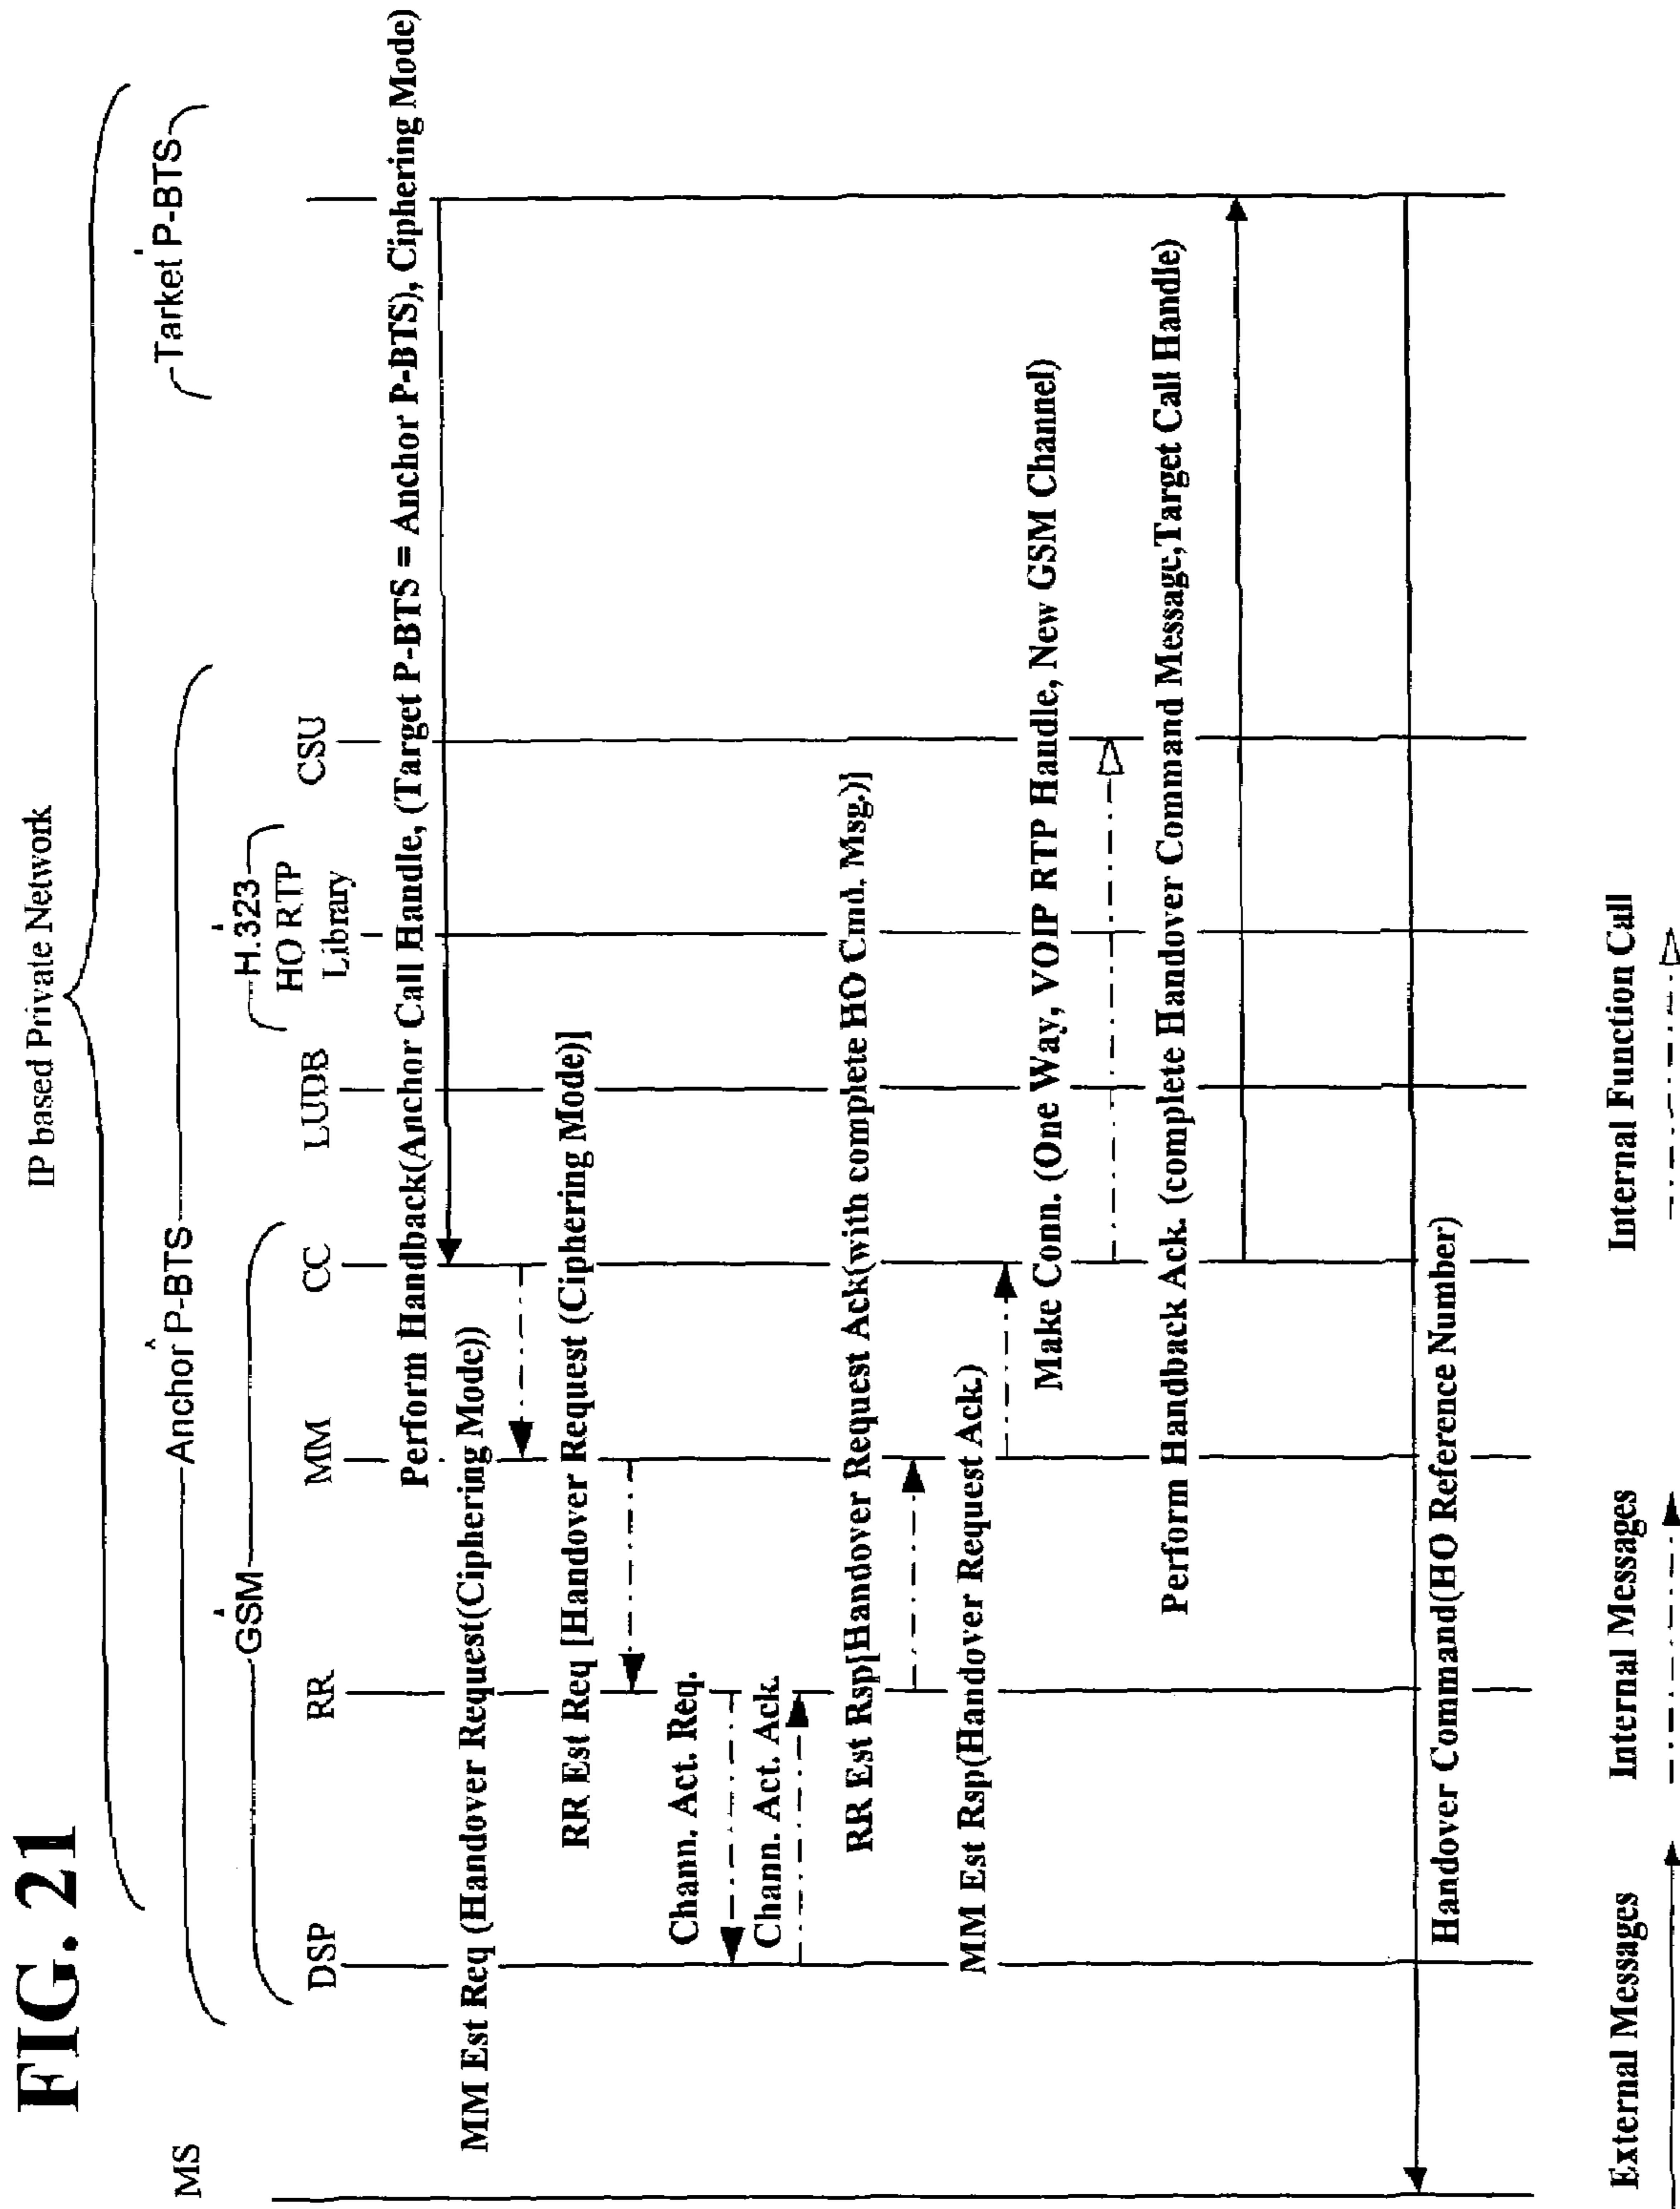 FIG. 21
IP based Private Network
MS
Anchor P-BTS
Tarket P-BTS
GSM
H.323
DSP
RR
MM
CC
LUDB
HO RTP
Library
CSU
Perform Handback(Anchor Call Handle, (Target P-BTS = Anchor P-BTS), Ciphering Mode)
MM Est Req (Handover Request(Ciphering Mode))
RR Est Req [Handover Request (Ciphering Mode)]
Chann. Act. Req.
Chann. Act. Ack.
RR Est Rsp[Handover Request Ack(with complete HO Cmd. Msg.)]
MM Est Rsp(Handover Request Ack.)
Make Conn. (One Way, VOIP RTP Handle, New GSM Channel)
Perform Handback Ack. (complete Handover Command Message,Target Call Handle)
Handover Command(HO Reference Number)
External Messages
Internal Messages
Internal Function Call